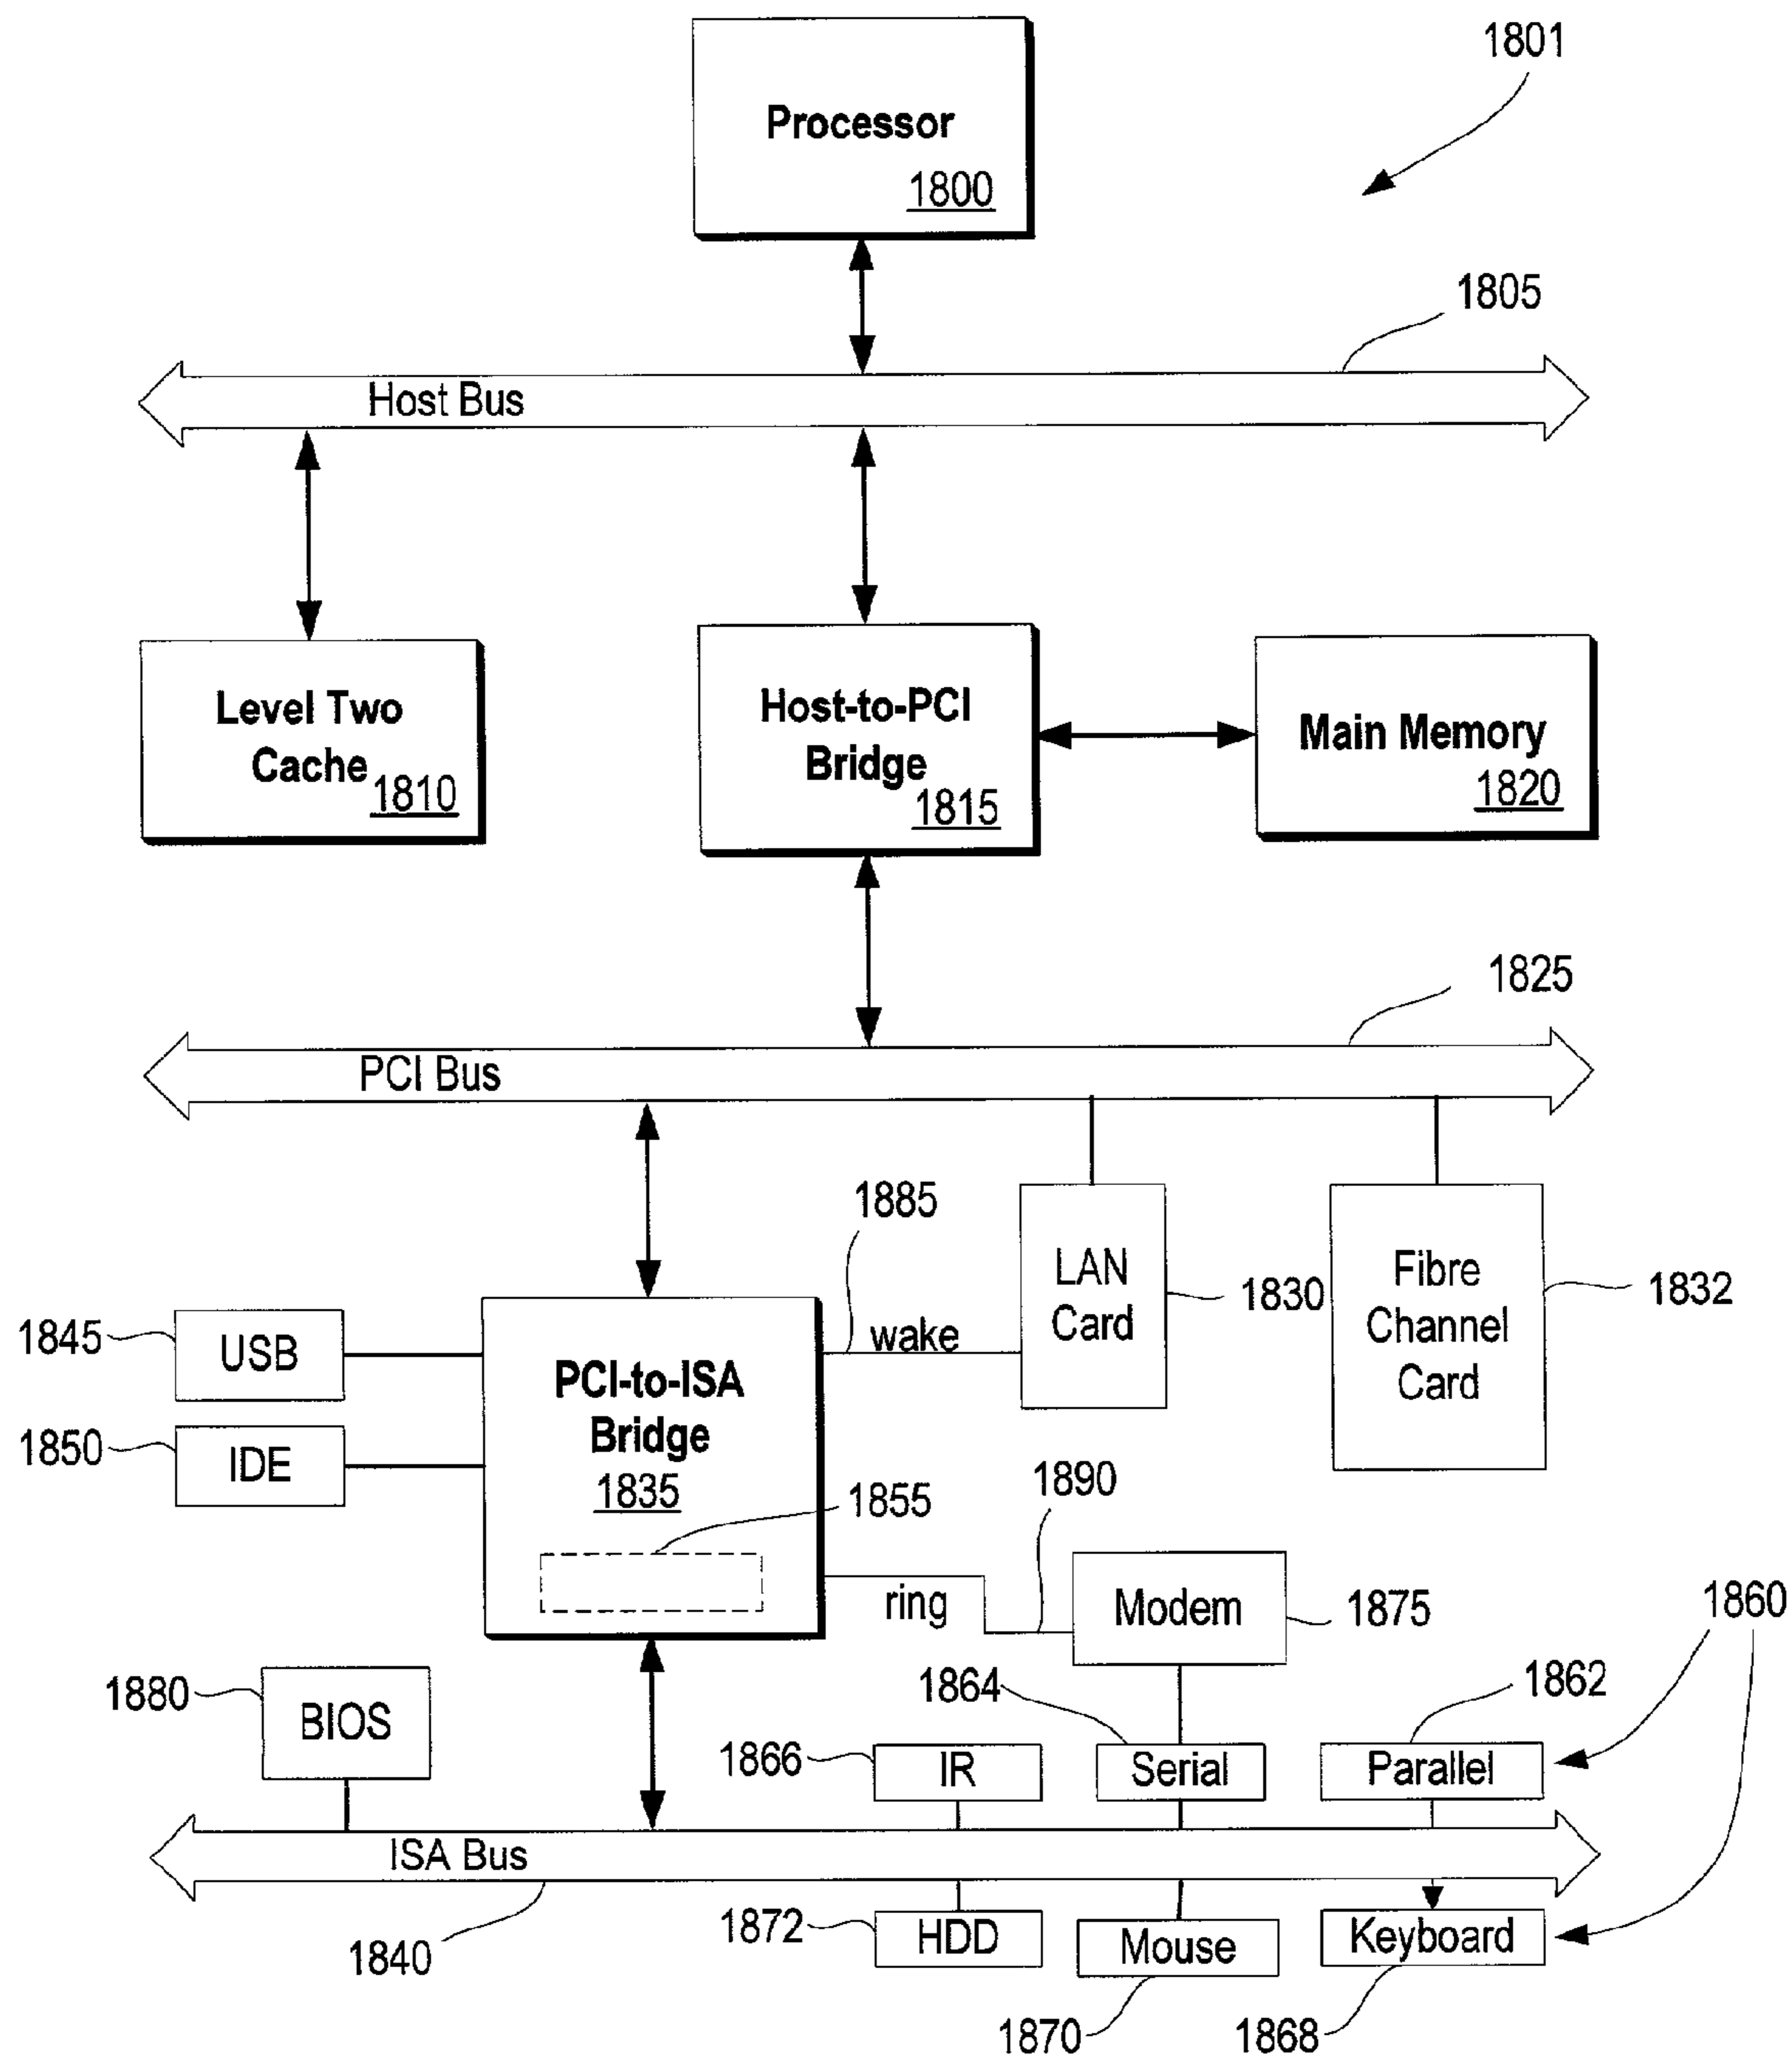 1801
Processor
1800
1805
Host Bus
Level Two
Cache
1810
Host-to-PCI
Bridge
1815
Main Memory
1820
1825
PCI Bus
1885
wake
LAN
Card
1830
Fibre
Channel
Card
1832
1845
USB
1850
IDE
PCI-to-ISA
Bridge
1835
1855
1890
ring
Modem
1875
1860
1880
BIOS
1864
1862
1866
IR
Serial
Parallel
ISA Bus
1840
1872
HDD
Mouse
Keyboard
1870
1868